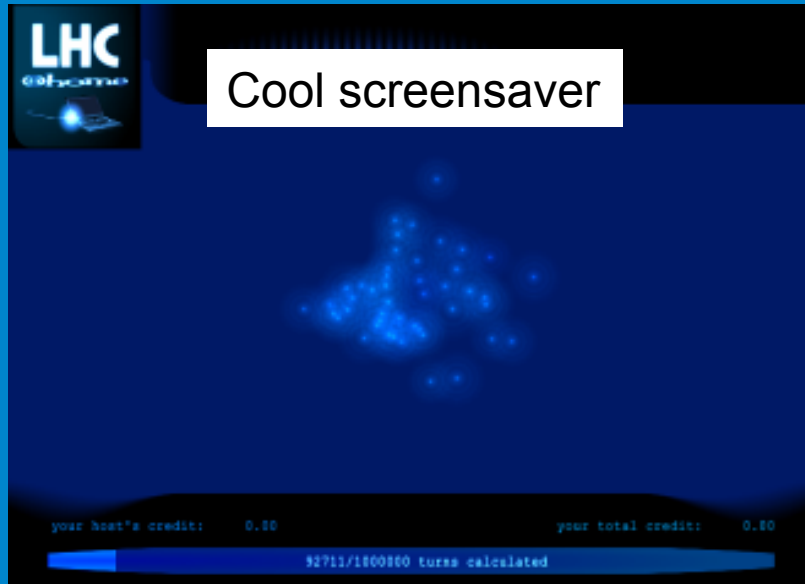 LHC
@home
Cool screensaver
your host's credit: 0.00
your total credit: 0.00
92711/1000000 turns calculated